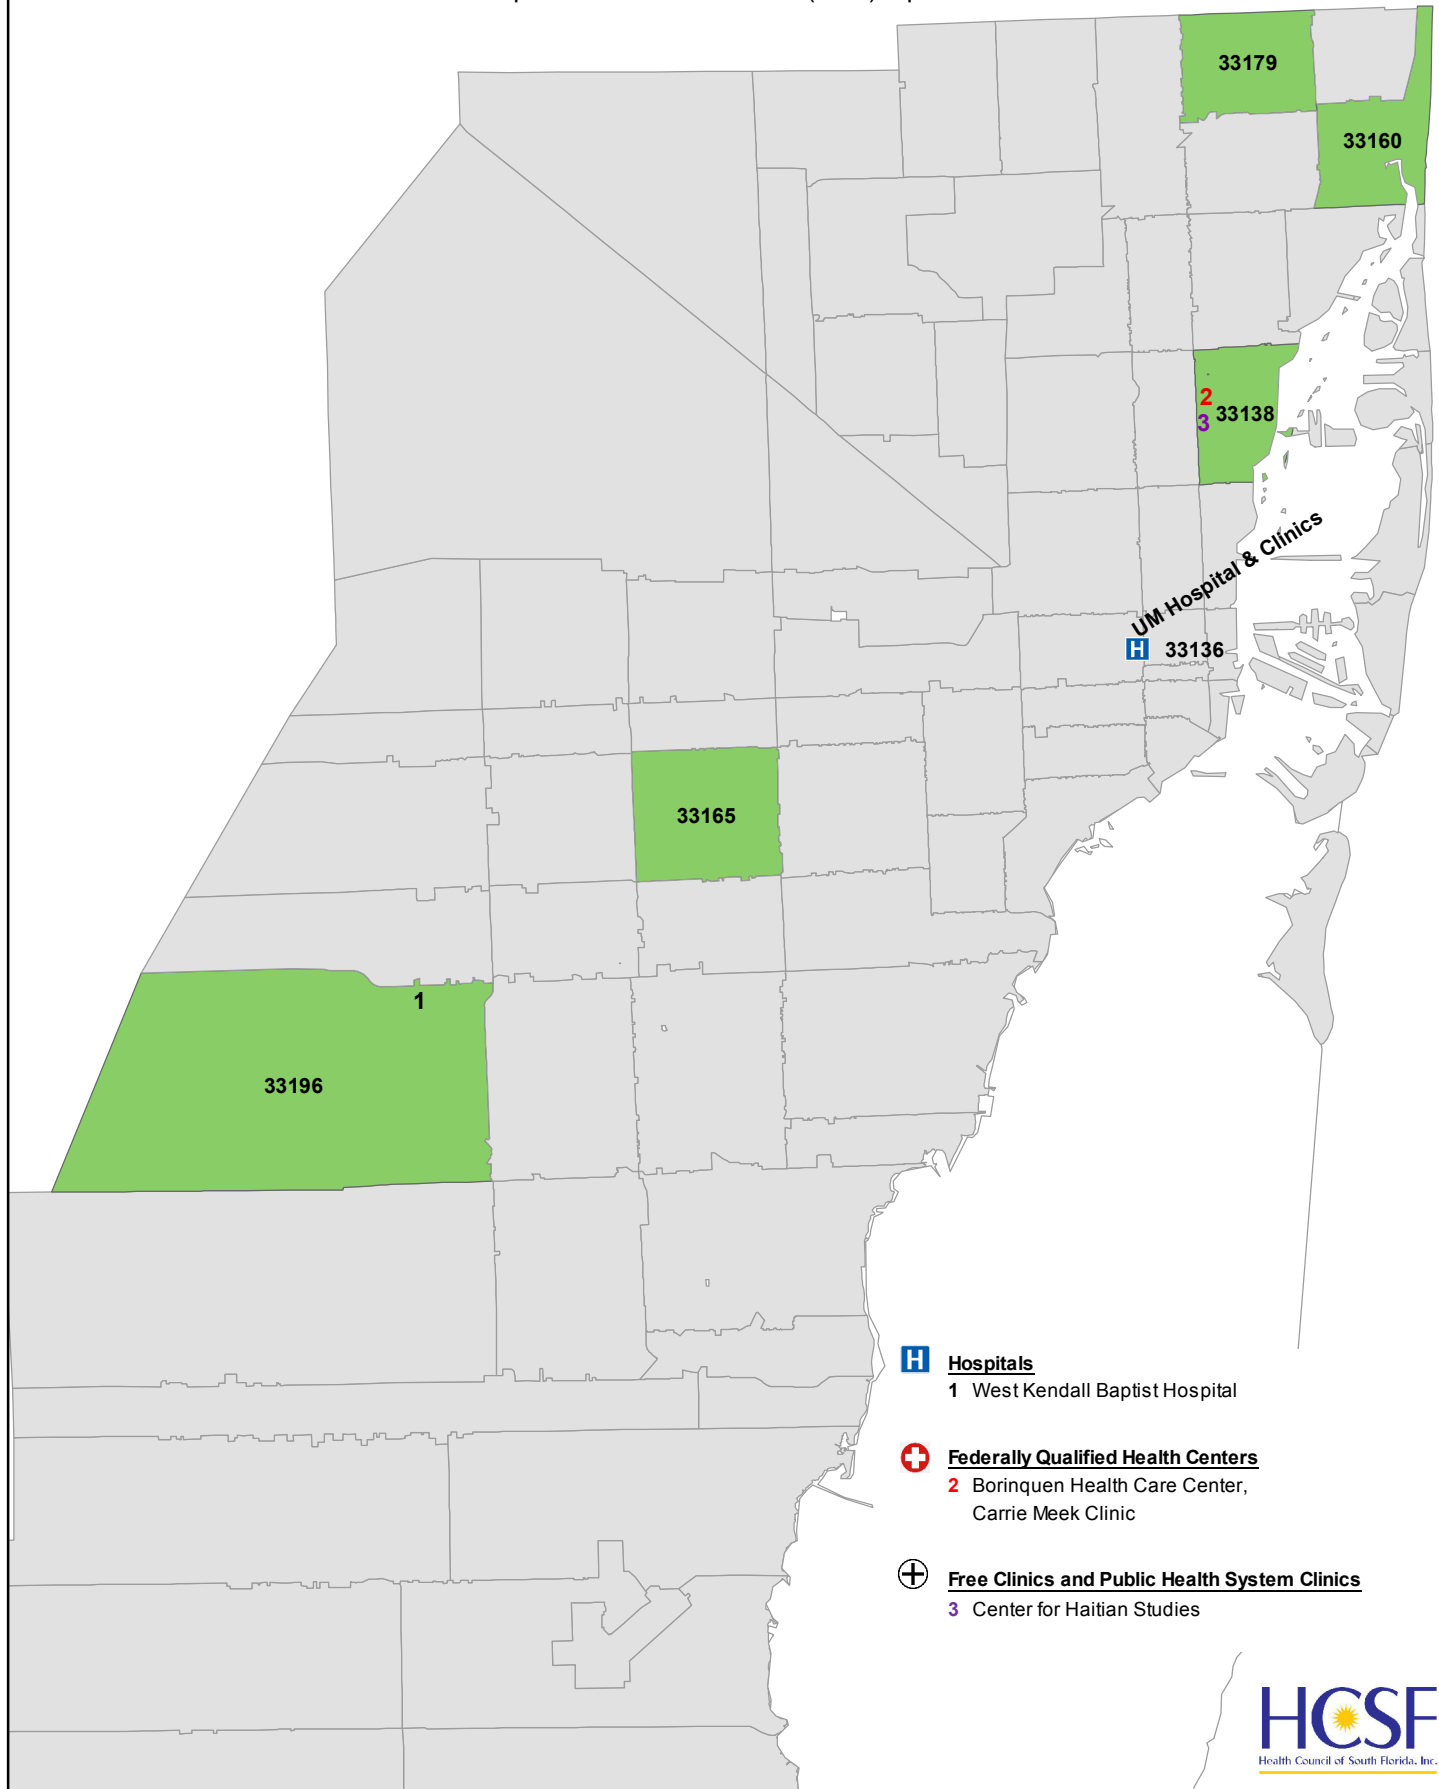 33179
33160
2
33138
3
UM Hospital & Clinics
H 33136
33165
1
33196
H Hospitals
1 West Kendall Baptist Hospital
Federally Qualified Health Centers
2 Borinquen Health Care Center,
Carrie Meek Clinic
Free Clinics and Public Health System Clinics
3 Center for Haitian Studies
HCSF
Health Council of South Florida, Inc.